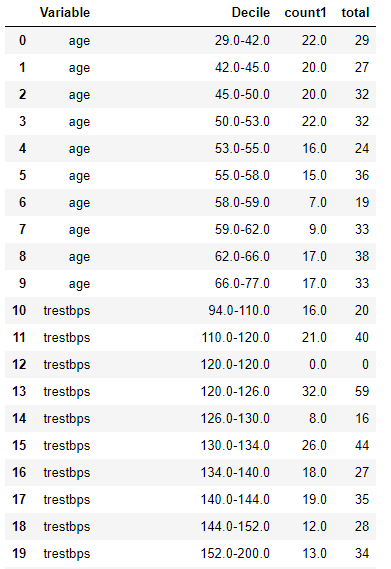 Variable Decile count1 total
0 age 29.0-42.0 22.0 29
1 age 42.0-45.0 20.0 27
2 age 45.0-50.0 20.0 32
3 age 50.0-53.0 22.0 32
4 age 53.0-55.0 16.0 24
5 age 55.0-58.0 15.0 36
6 age 58.0-59.0 7.0 19
7 age 59.0-62.0 9.0 33
8 age 62.0-66.0 17.0 38
9 age 66.0-77.0 17.0 33
10 trestbps 94.0-110.0 16.0 20
11 trestbps 110.0-120.0 21.0 40
12 trestbps 120.0-120.0 0.0 0
13 trestbps 120.0-126.0 32.0 59
14 trestbps 126.0-130.0 8.0 16
15 trestbps 130.0-134.0 26.0 44
16 trestbps 134.0-140.0 18.0 27
17 trestbps 140.0-144.0 19.0 35
18 trestbps 144.0-152.0 12.0 28
19 trestbps 152.0-200.0 13.0 34